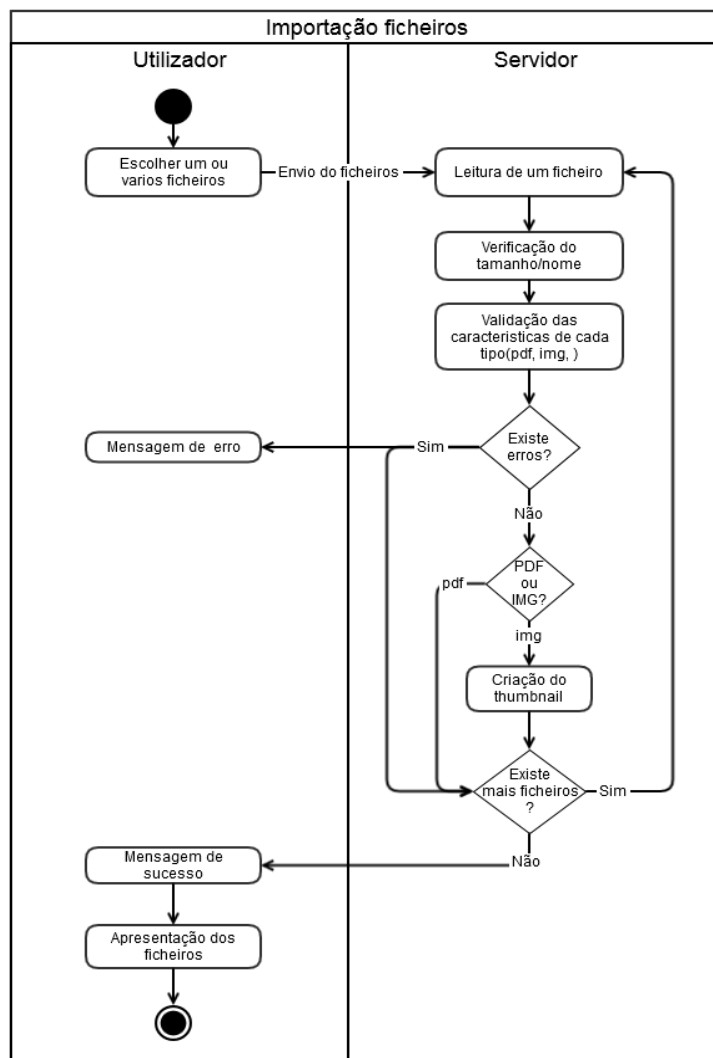 Importação ficheiros
Utilizador
Servidor
Escolher um ou
varios ficheiros
Envio do ficheiros
Leitura de um ficheiro
Verificação do
tamanho/nome
Validação das
caracteristicas de cada
tipo(pdf, img, )
Existe
erros?
Sim
Mensagem de erro
Não
PDF
ou
IMG?
pdf
img
Criação do
thumbnail
Existe
mais ficheiros
?
Sim
Não
Mensagem de
sucesso
Apresentação dos
ficheiros